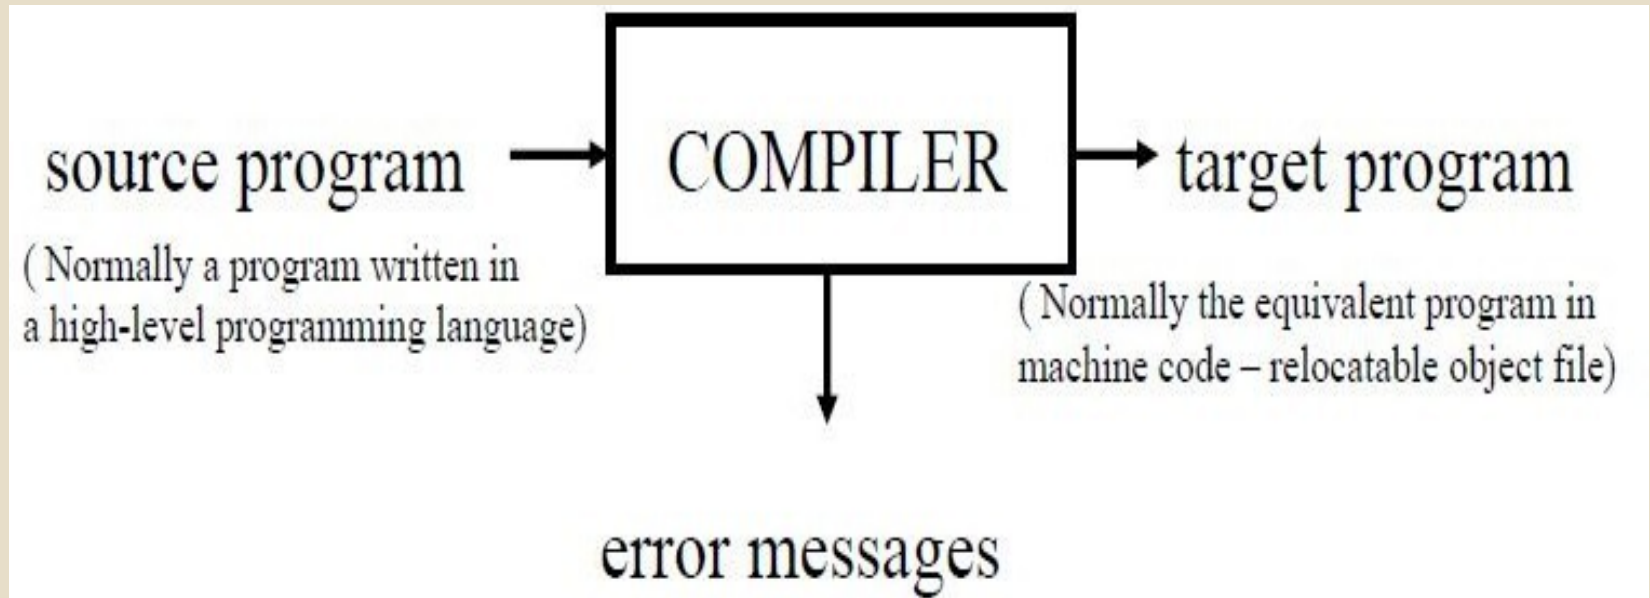 source program
( Normally a program written in
a high-level programming language)
COMPILER
target program
( Normally the equivalent program in
machine code – relocatable object file)
error messages